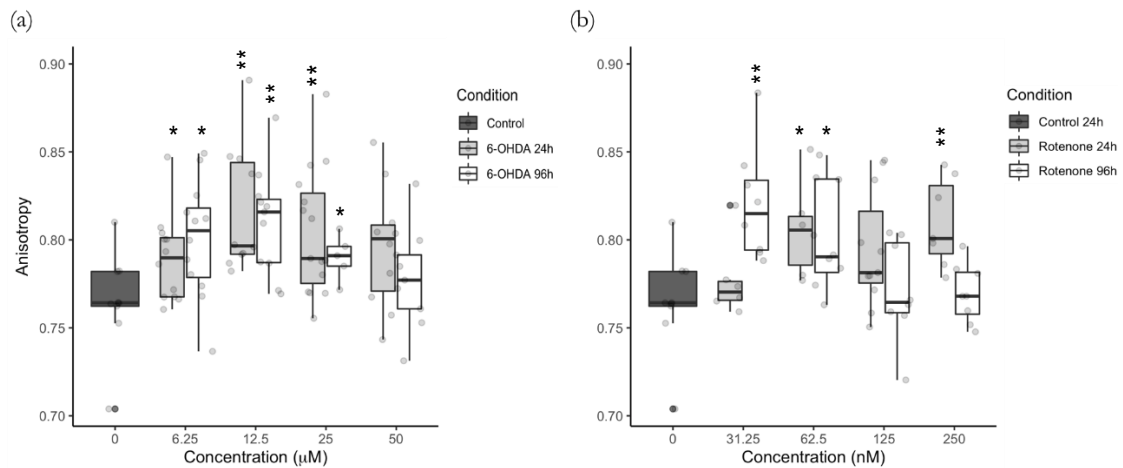 (a)
**
**
**
*
*
*
0.90
0.85
0.80
0.75
0.70
Anisotropy
0 6.25 12.5 25 50
Concentration (μM)
Condition
Control
6-OHDA 24h
6-OHDA 96h
(b)
**
*
*
**
0.90
0.85
0.80
0.75
0.70
0 31.25 62.5 125 250
Concentration (nM)
Condition
Control 24h
Rotenone 24h
Rotenone 96h